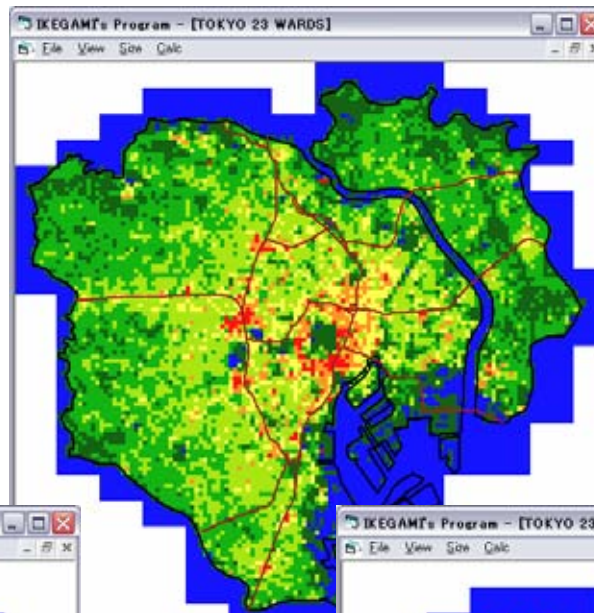 IKEGAMI's Program - [TOKYO 23 WARDS]
File View Size Calc
IKEGAMI's Program - [TOKYO 23
File View Size Calc